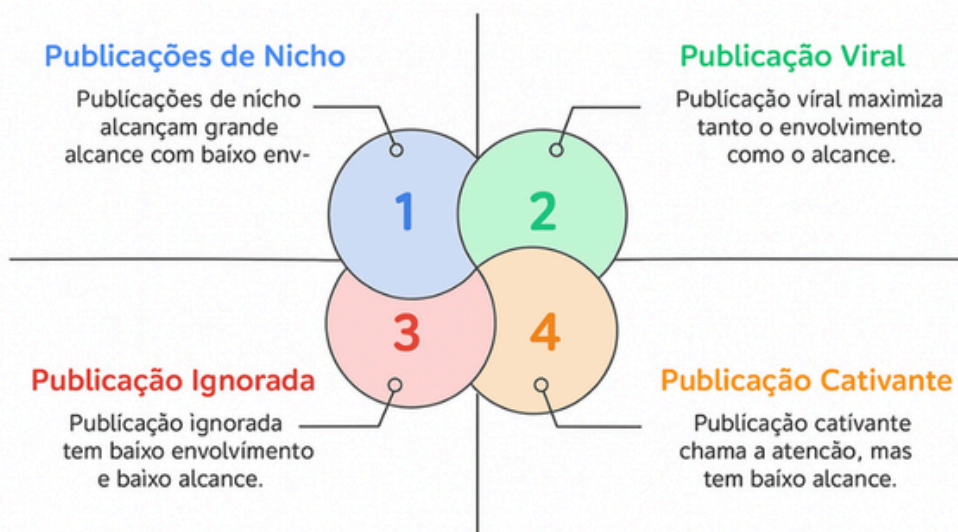 Publicações de Nicho
Publicações de nicho
alcançam grande
alcance com baixo env-
1
Publicação Viral
Publicação viral maximiza
tanto o envolvimento
como o alcance.
2
Publicação Ignorada
Publicação ignorada
tem baixo envolvimento
e baixo alcance.
3
Publicação Cativante
Publicação cativante
chama a atencão, mas
tem baixo alcance.
4